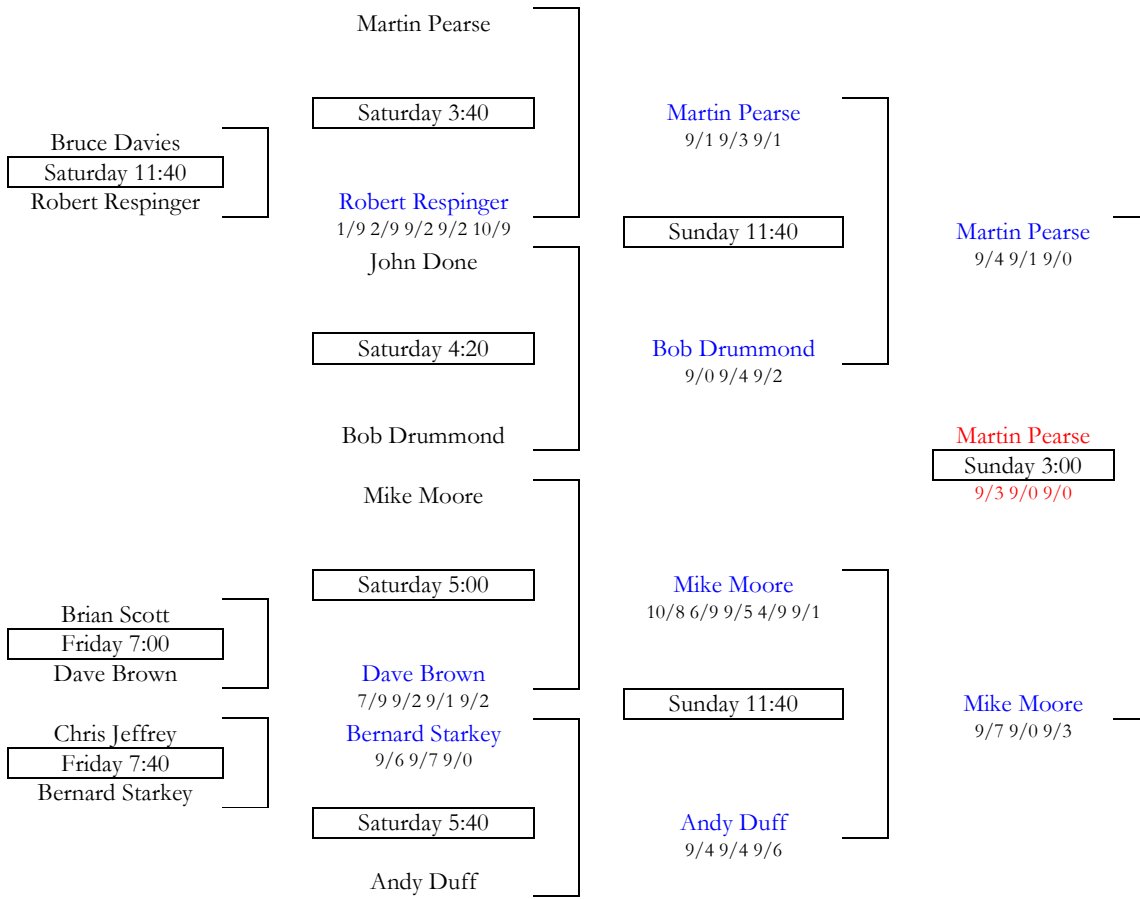 Martin Pearse
Saturday 3:40
Martin Pearse
9/1 9/3 9/1
Bruce Davies
Saturday 11:40
Robert Respinger
Robert Respinger
1/9 2/9 9/2 9/2 10/9
Sunday 11:40
Martin Pearse
9/4 9/1 9/0
John Done
Saturday 4:20
Bob Drummond
9/0 9/4 9/2
Bob Drummond
Martin Pearse
Sunday 3:00
9/3 9/0 9/0
Mike Moore
Saturday 5:00
Mike Moore
10/8 6/9 9/5 4/9 9/1
Brian Scott
Friday 7:00
Dave Brown
Dave Brown
7/9 9/2 9/1 9/2
Sunday 11:40
Mike Moore
9/7 9/0 9/3
Chris Jeffrey
Friday 7:40
Bernard Starkey
Bernard Starkey
9/6 9/7 9/0
Saturday 5:40
Andy Duff
9/4 9/4 9/6
Andy Duff